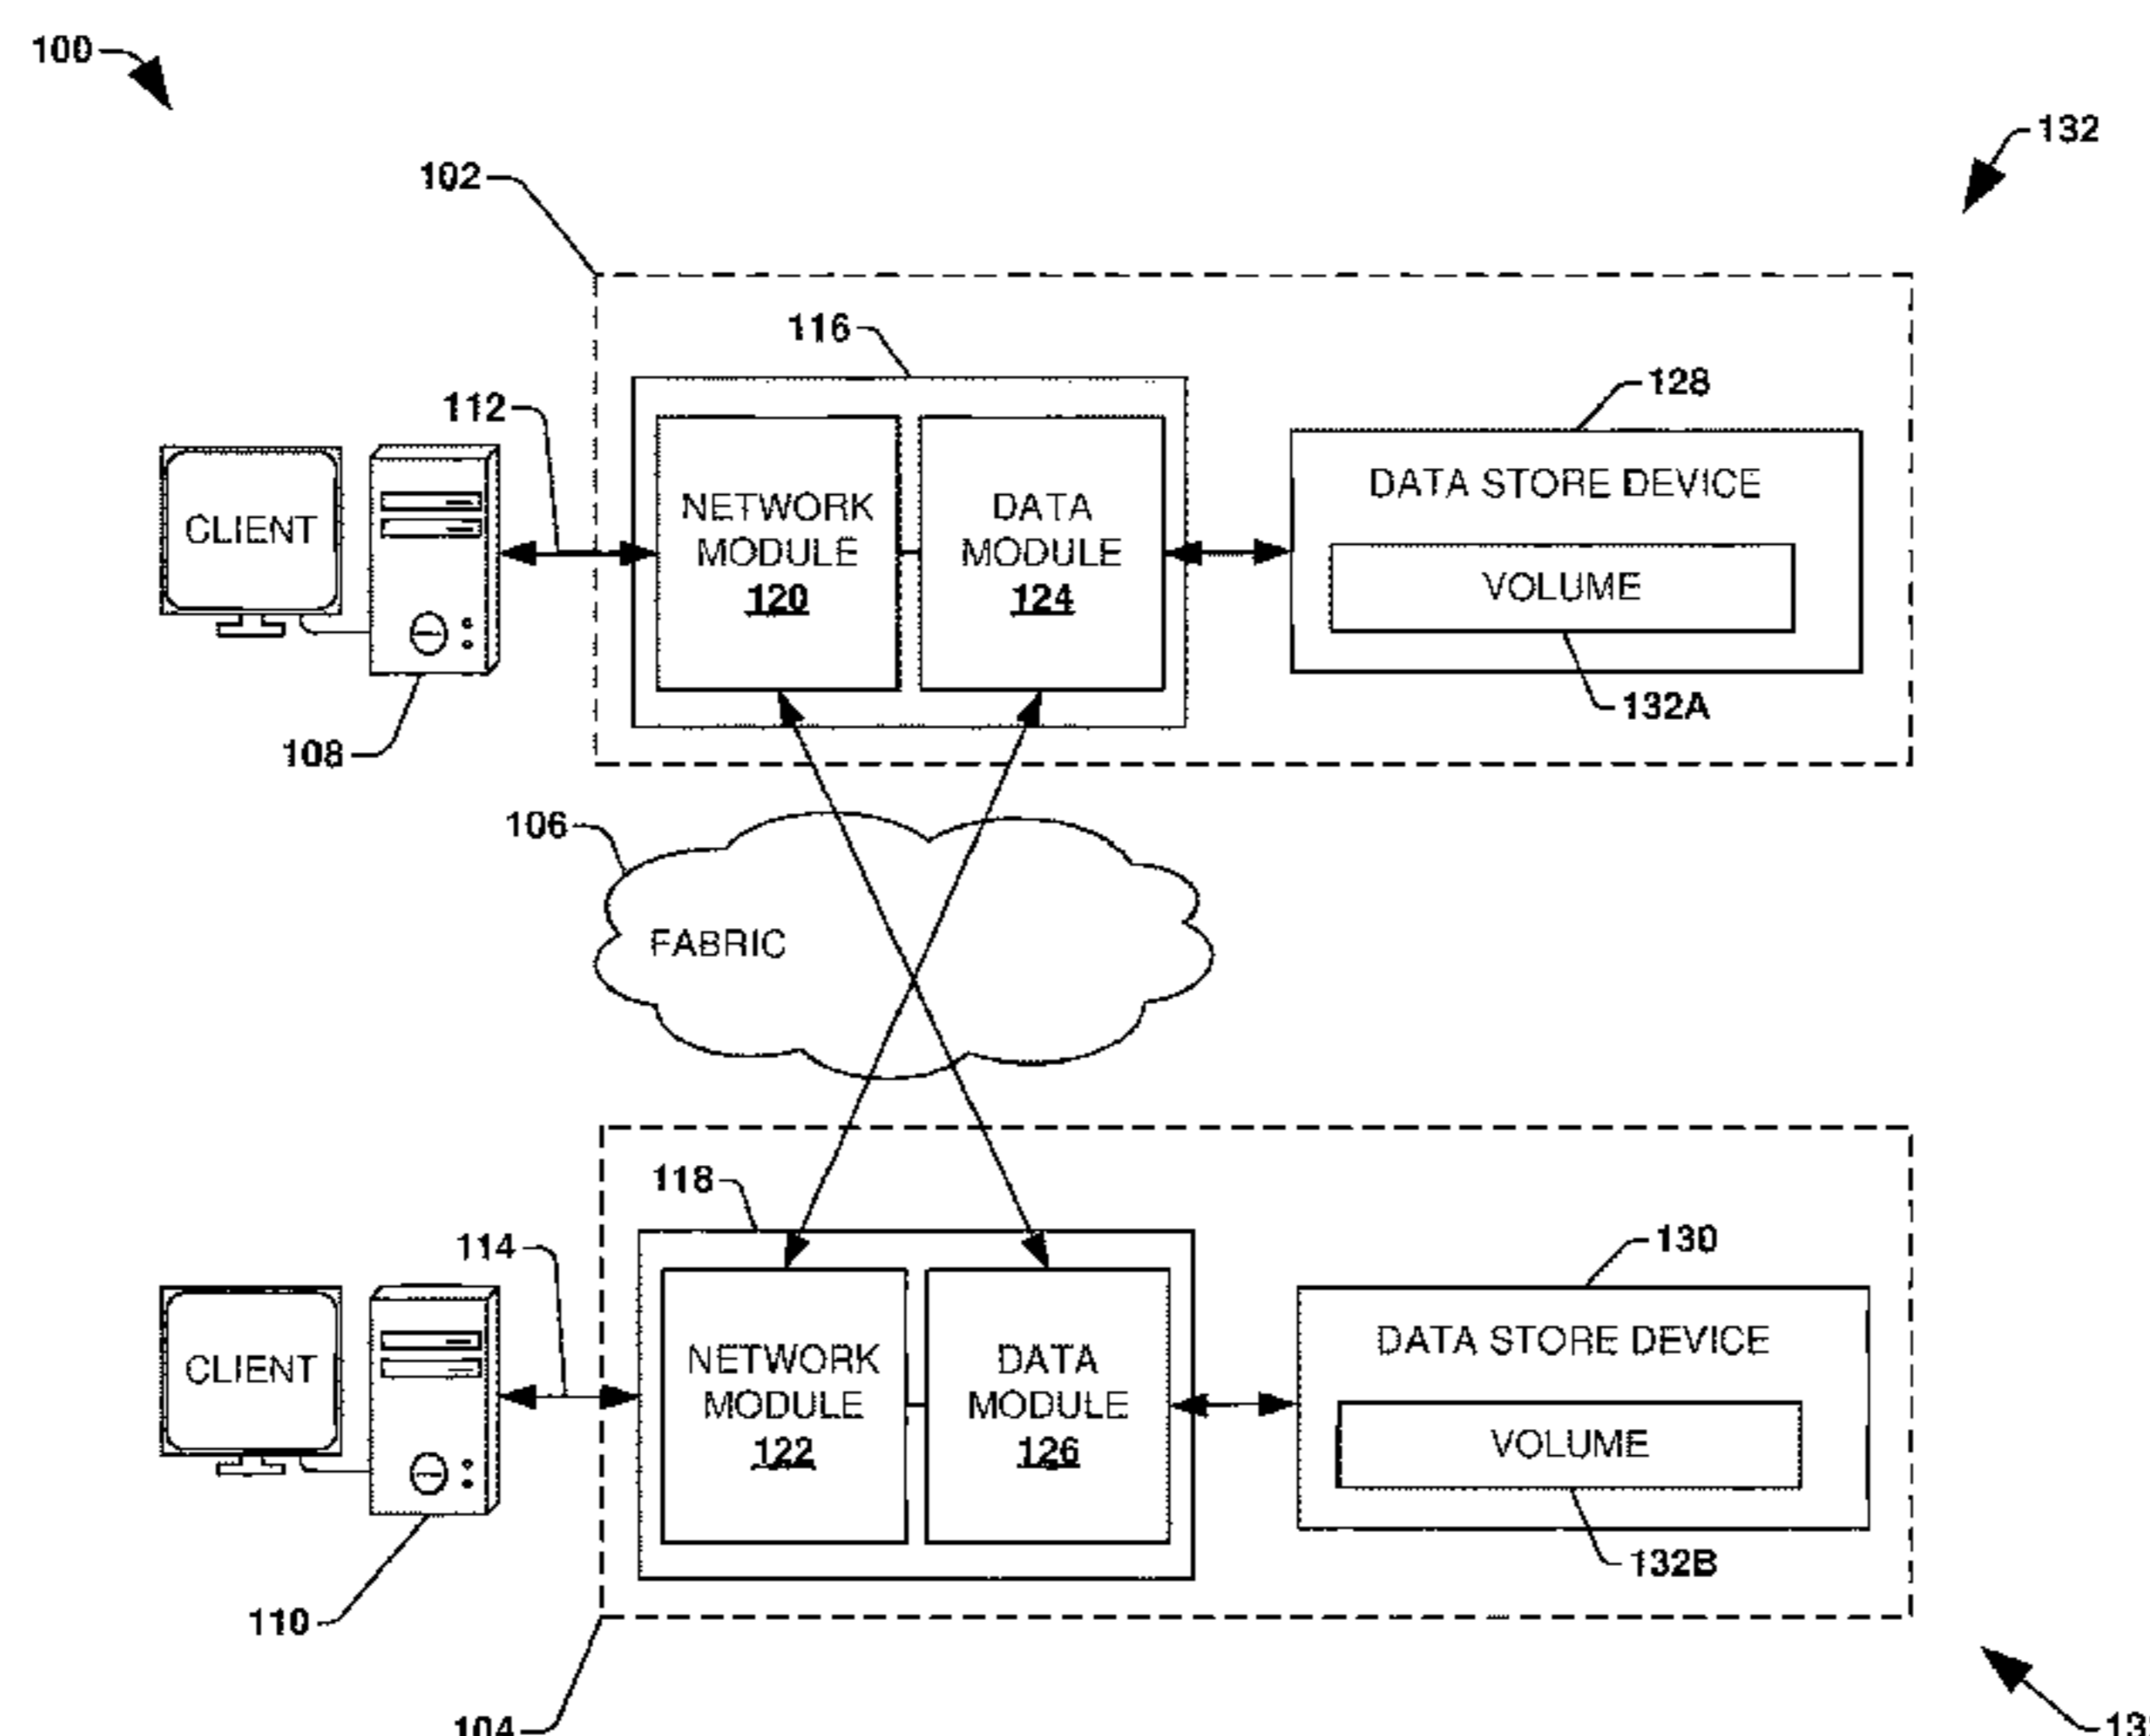 100
132
102
116
128
112
DATA STORE DEVICE
CLIENT
NETWORK
MODULE
120
DATA
MODULE
124
VOLUME
132A
108
106
FABRIC
118
130
114
DATA STORE DEVICE
CLIENT
NETWORK
MODULE
122
DATA
MODULE
126
VOLUME
132B
110
104